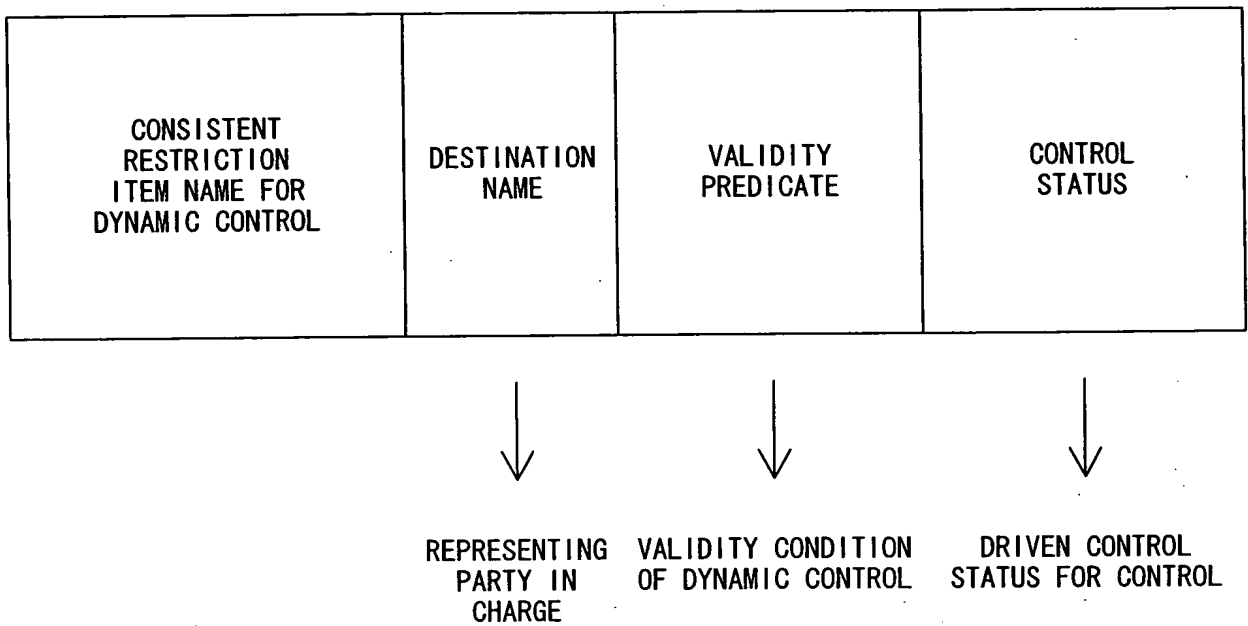 CONSISTENT
RESTRICTION
ITEM NAME FOR
DYNAMIC CONTROL
DESTINATION
NAME
VALIDITY
PREDICATE
CONTROL
STATUS
REPRESENTING
PARTY IN
CHARGE
VALIDITY CONDITION
OF DYNAMIC CONTROL
DRIVEN CONTROL
STATUS FOR CONTROL